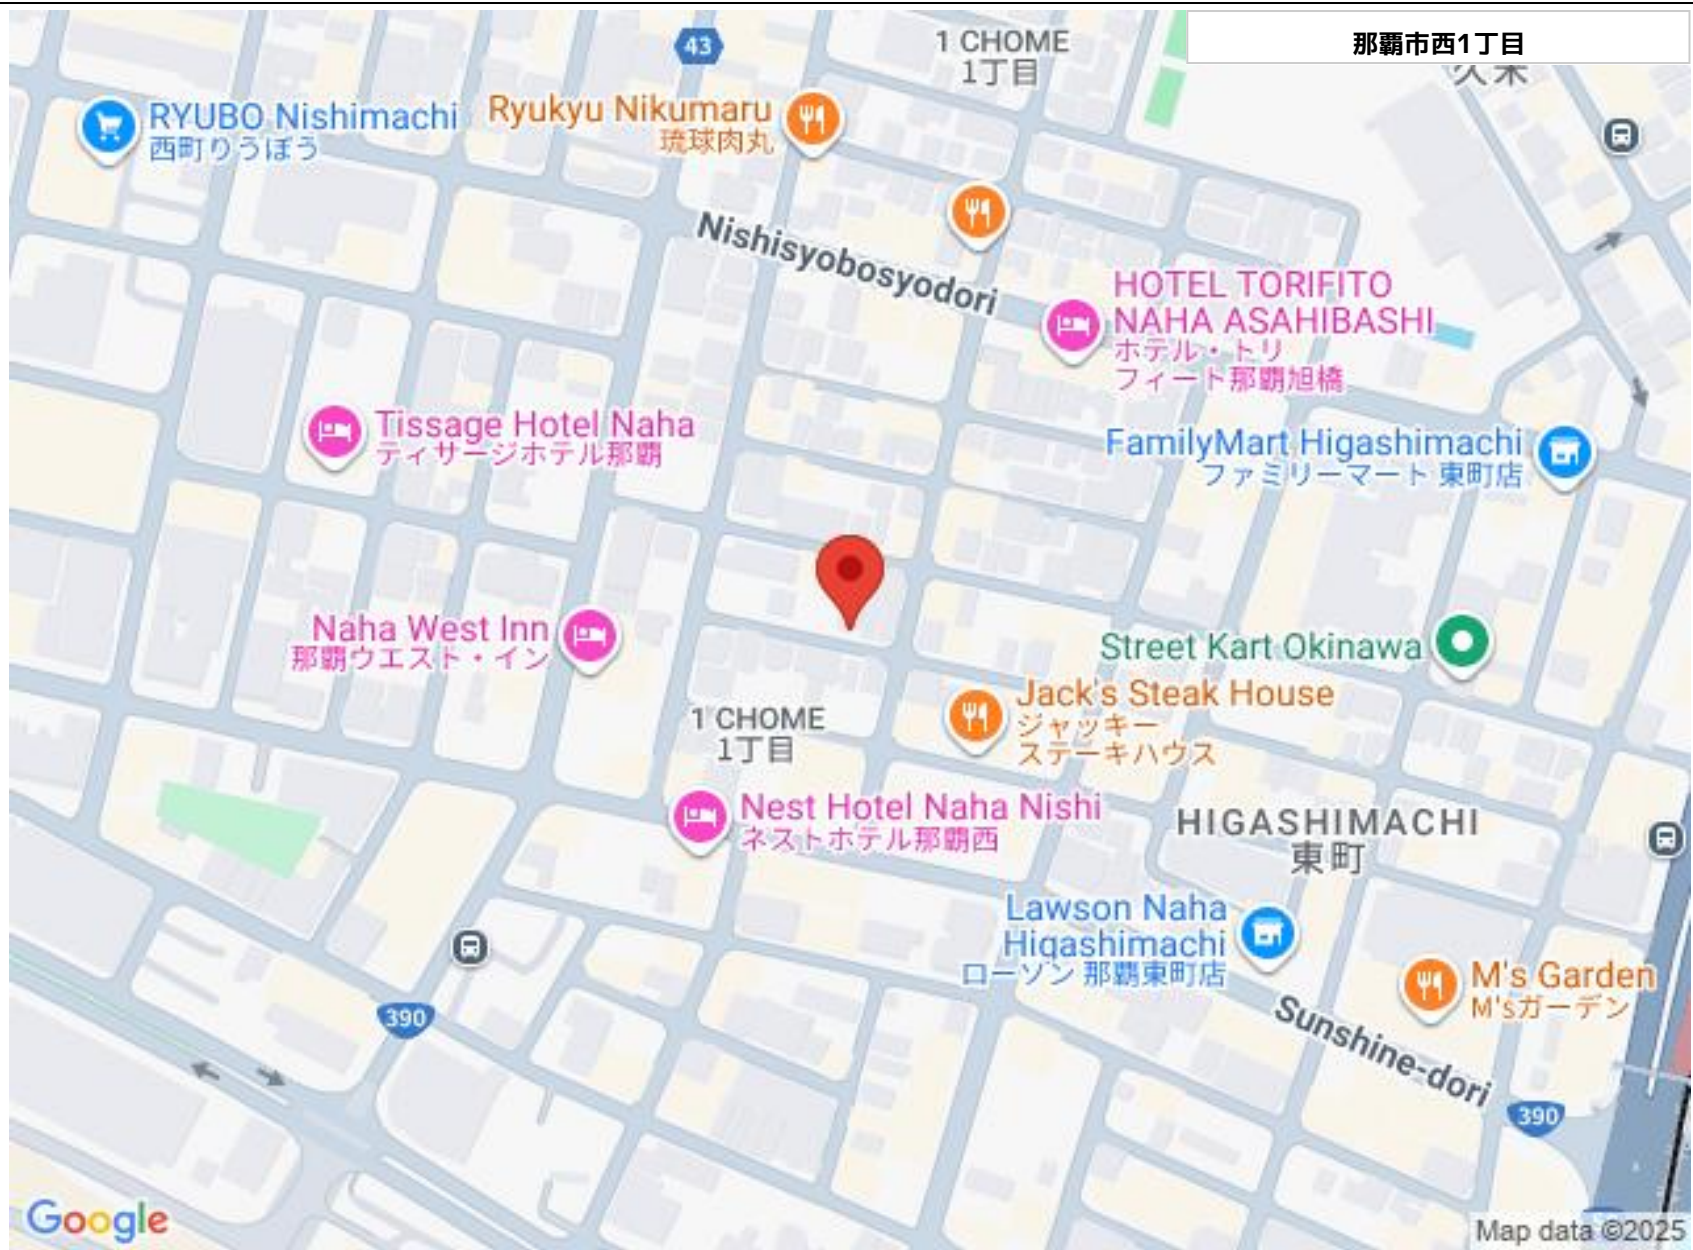 那覇市西1丁目
43
1 CHOME
1丁目
久米
RYUBO Nishimachi
西町りうぼう
Ryukyu Nikumaru
琉球肉丸
Nishisyobosyodori
HOTEL TORIFITO
NAHA ASAHIBASHI
ホテル・トリ
フィート那覇旭橋
Tissage Hotel Naha
ティサージホテル那覇
FamilyMart Higashimachi
ファミリーマート 東町店
Naha West Inn
那覇ウエスト・イン
Street Kart Okinawa
Jack's Steak House
ジャッキー
ステーキハウス
1 CHOME
1丁目
Nest Hotel Naha Nishi
ネストホテル那覇西
HIGASHIMACHI
東町
Lawson Naha
Higashimachi
ローソン 那覇東町店
M's Garden
M'sガーデン
390
Sunshine-dori
390
Google
Map data ©2025